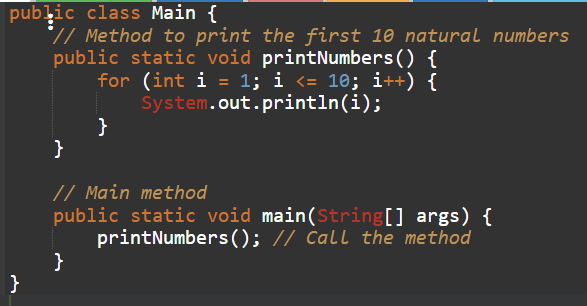 public class Main {
    // Method to print the first 10 natural numbers
    public static void printNumbers() {
        for (int i = 1; i <= 10; i++) {
            System.out.println(i);
        }
    }

    // Main method
    public static void main(String[] args) {
        printNumbers(); // Call the method
    }
}